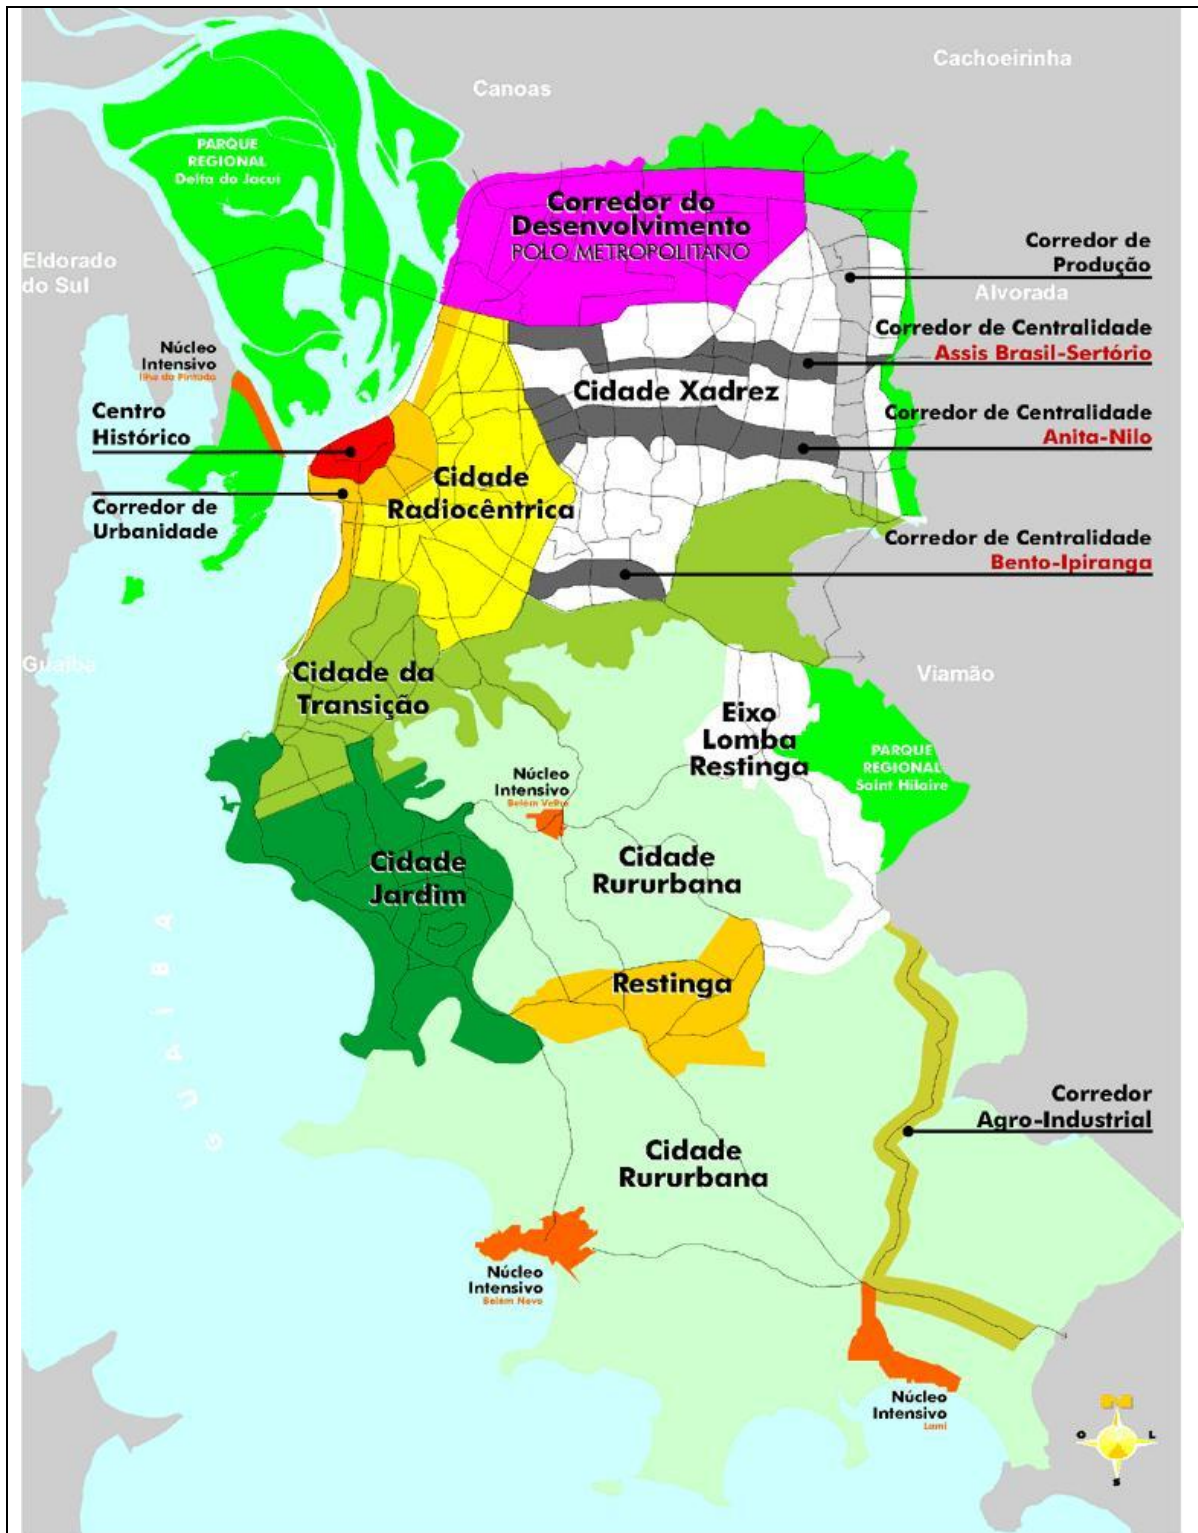 Cachoeirinha
Canoas
PARQUE
REGIONAL
Delta do Jacuí
Corredor do
Desenvolvimento
POLO METROPOLITANO
Eldorado
do Sul
Corredor de
Produção
Alvorada
Núcleo
Intensivo
Ilha da Pintada
Corredor de Centralidade
Assis Brasil-Sertório
Cidade Xadrez
Centro
Histórico
Corredor de Centralidade
Anita-Nilo
Cidade
Radiocêntrica
Corredor de
Urbanidade
Corredor de Centralidade
Bento-Ipiranga
Guaíba
Cidade da
Transição
Viamão
Eixo
Lomba
Restinga
PARQUE
REGIONAL
Saint Hilaire
Núcleo
Intensivo
Belém Velho
Cidade
Jardim
Cidade
Rururbana
GUAÍBA
Restinga
Corredor
Agro-Industrial
Cidade
Rururbana
Núcleo
Intensivo
Belém Novo
Núcleo
Intensivo
Lami
N
O L
S